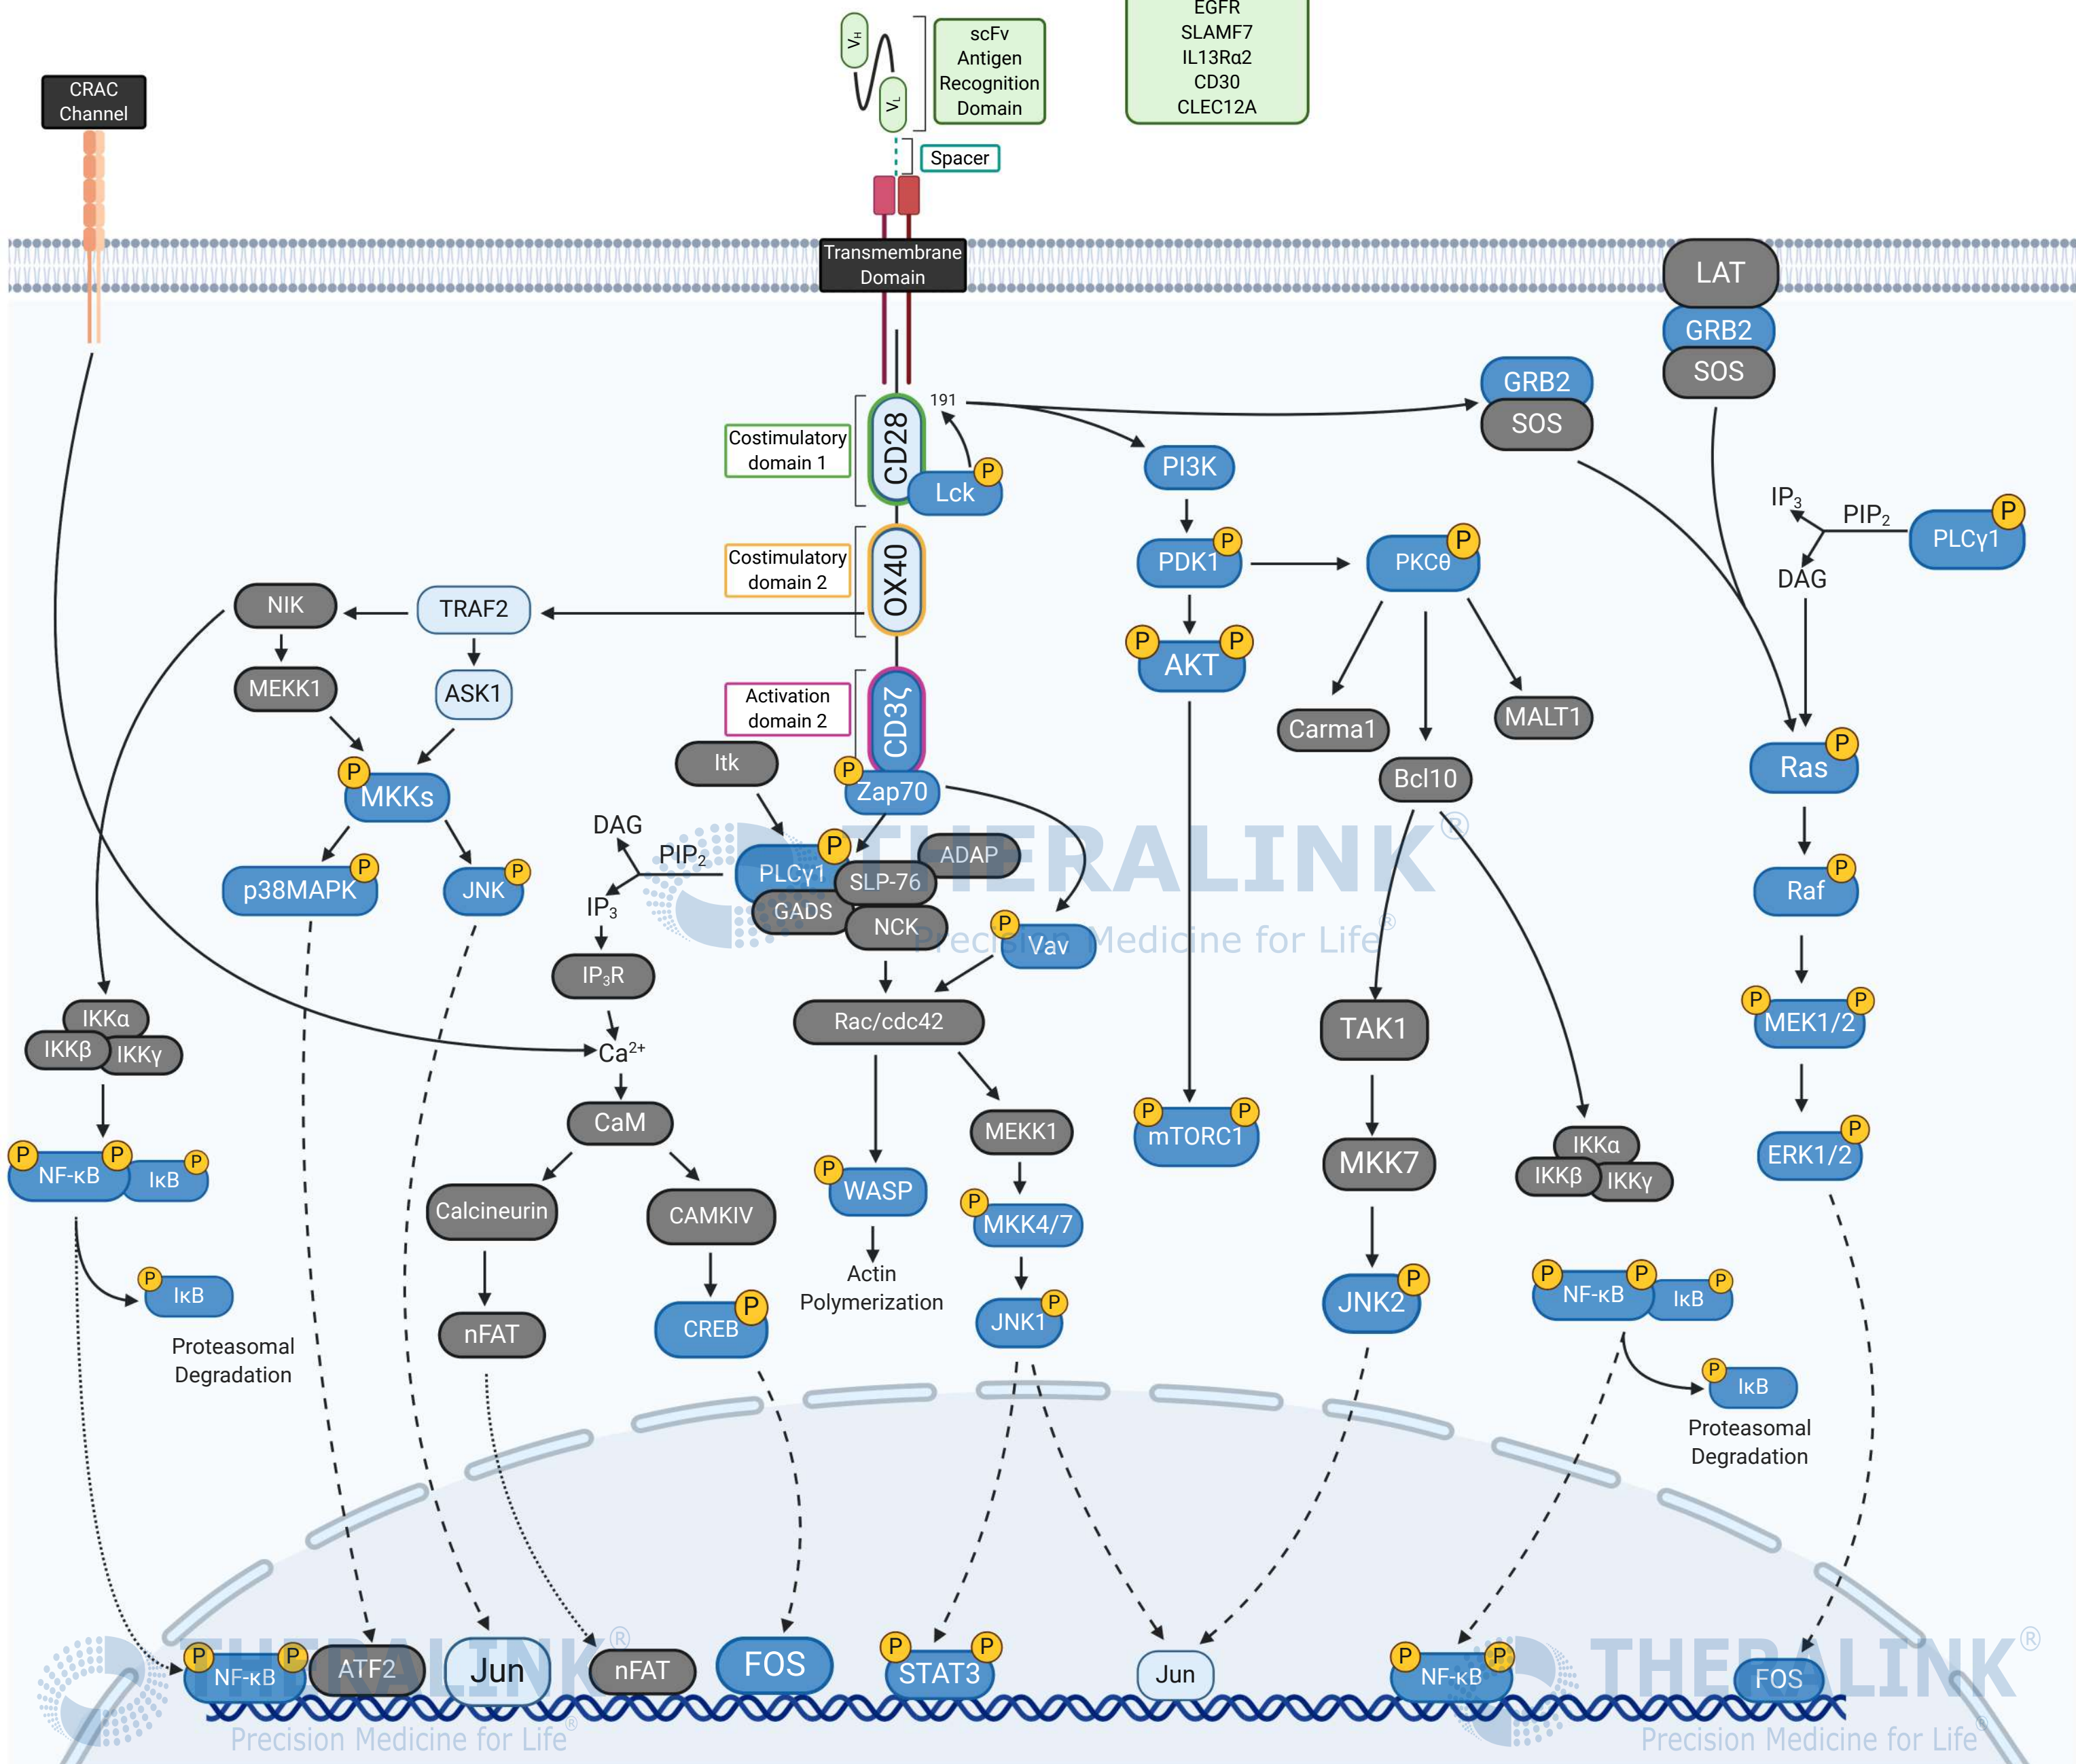 EGFR
SLAMF7
IL13Rα2
CD30
CLEC12A
V_H
V_L
scFv
Antigen
Recognition
Domain
Spacer
CRAC
Channel
Transmembrane
Domain
LAT
GRB2
SOS
GRB2
SOS
Costimulatory
domain 1
CD28
191
Lck
P
PI3K
IP3
PIP2
PLCγ1
P
DAG
Costimulatory
domain 2
OX40
PDK1
P
PKCθ
P
NIK
TRAF2
P
P
AKT
MEKK1
ASK1
Activation
domain 2
CD3ζ
Carma1
MALT1
Bcl10
Itk
P
Zap70
Ras
P
P
MKKs
DAG
PIP2
P
PLCγ1
SLP-76
ADAP
GADS
NCK
IP3
THERALINK®
Precision Medicine for Life®
p38MAPK
P
JNK
P
P
Vav
Raf
P
IP3R
Rac/cdc42
TAK1
P
P
MEK1/2
IKKα
IKKβ
IKKγ
Ca2+
CaM
MEKK1
P
P
mTORC1
MKK7
IKKα
IKKβ
IKKγ
ERK1/2
P
P
P
P
NF-κB
IκB
P
WASP
Calcineurin
CAMKIV
P
MKK4/7
P
IκB
Actin
Polymerization
P
P
P
NF-κB
IκB
nFAT
CREB
P
JNK1
P
JNK2
P
Proteasomal
Degradation
P
IκB
Proteasomal
Degradation
P
P
NF-κB
ATF2
Jun
nFAT
FOS
P
P
STAT3
Jun
P
P
NF-κB
FOS
THERALINK®
Precision Medicine for Life®
THERALINK®
Precision Medicine for Life®